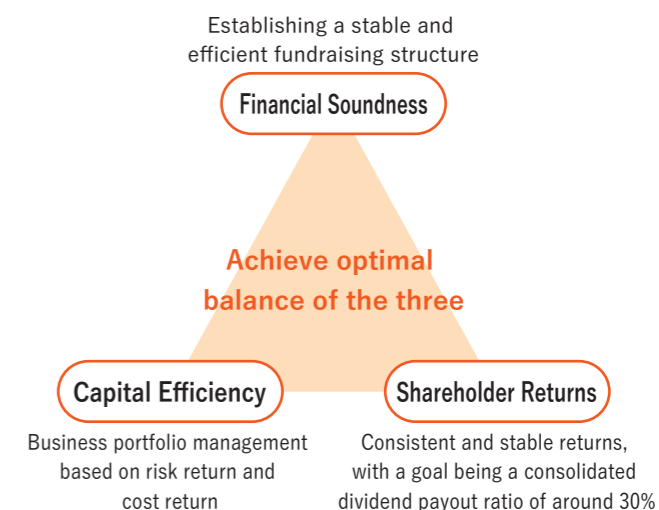 Establishing a stable and
efficient fundraising structure
Financial Soundness
Achieve optimal
balance of the three
Capital Efficiency
Business portfolio management
based on risk return and
cost return
Shareholder Returns
Consistent and stable returns,
with a goal being a consolidated
dividend payout ratio of around 30%